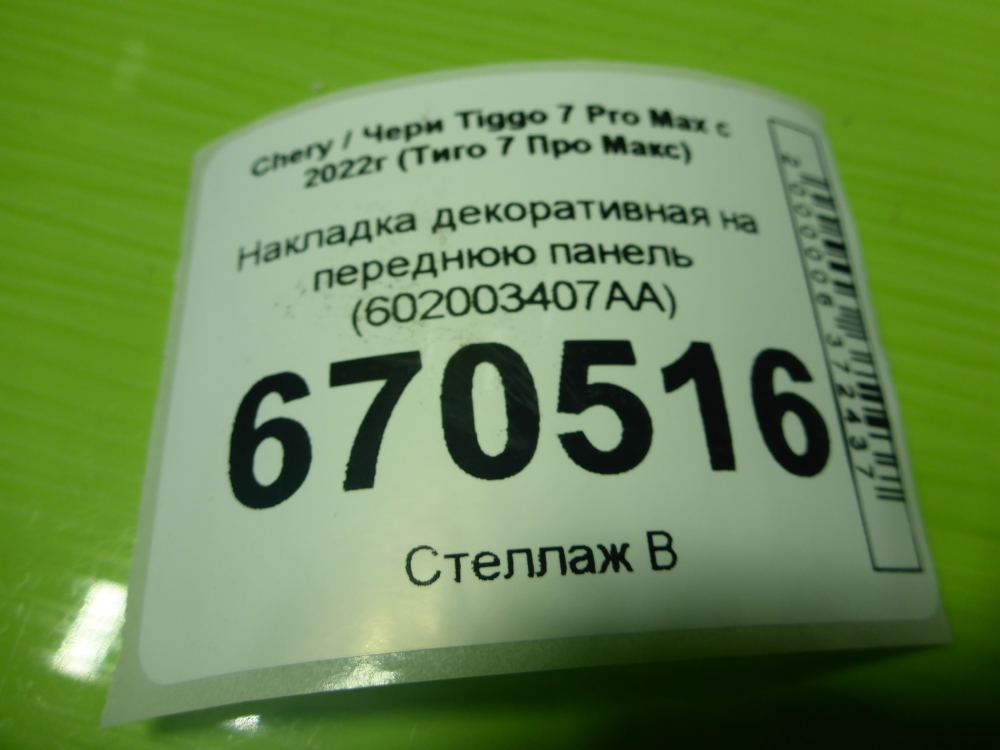 Chery / Чери Tiggo 7 Pro Max с
2022г (Тиго 7 Про Макс)
Накладка декоративная на
переднюю панель
(602003407AA)
670516
Стеллаж В
2000006372437